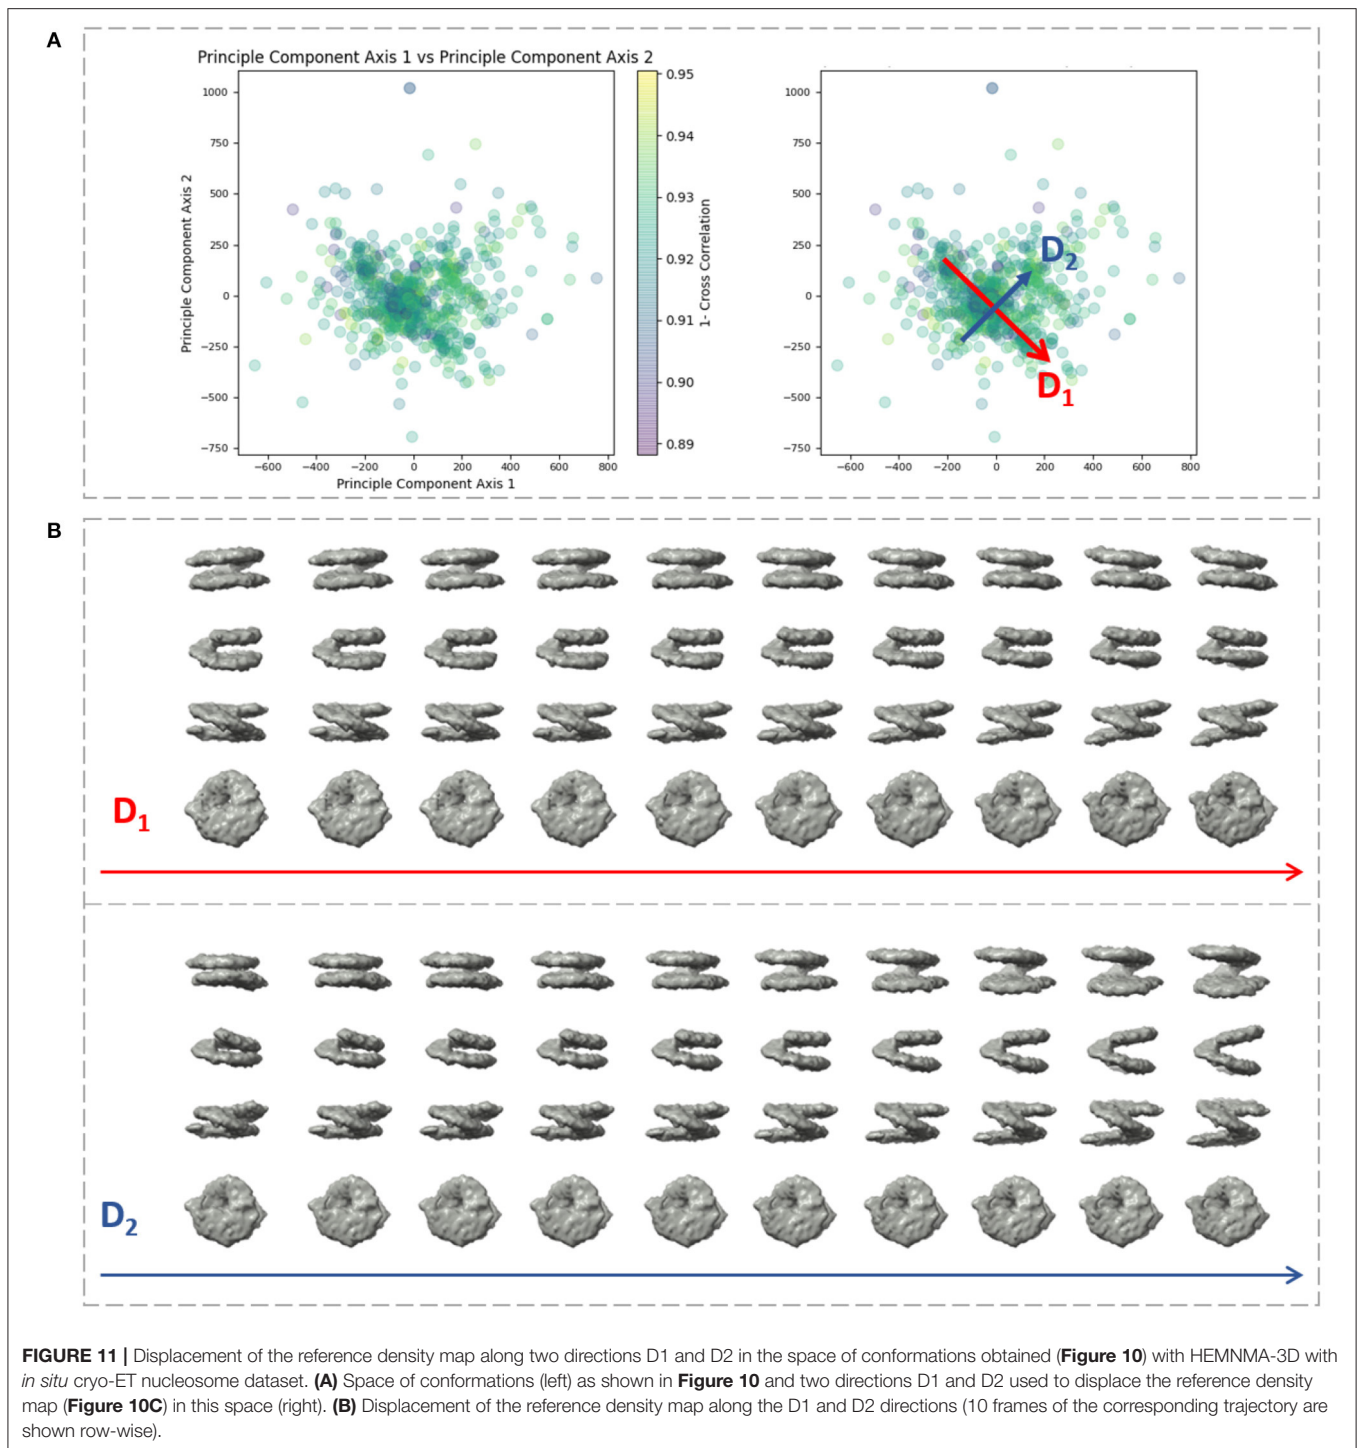 A
Principle Component Axis 1 vs Principle Component Axis 2
1000
750
500
250
0
−250
−500
−750
Principle Component Axis 2
−600 −400 −200 0 200 400 600 800
Principle Component Axis 1
0.95
0.94
0.93
0.92
0.91
0.90
0.89
1- Cross Correlation
1000
750
500
250
0
−250
−500
−750
−600 −400 −200 0 200 400 600 800
D2
D1
B
D1
D2
FIGURE 11 | Displacement of the reference density map along two directions D1 and D2 in the space of conformations obtained (Figure 10) with HEMNMA-3D with
in situ cryo-ET nucleosome dataset. (A) Space of conformations (left) as shown in Figure 10 and two directions D1 and D2 used to displace the reference density
map (Figure 10C) in this space (right). (B) Displacement of the reference density map along the D1 and D2 directions (10 frames of the corresponding trajectory are
shown row-wise).